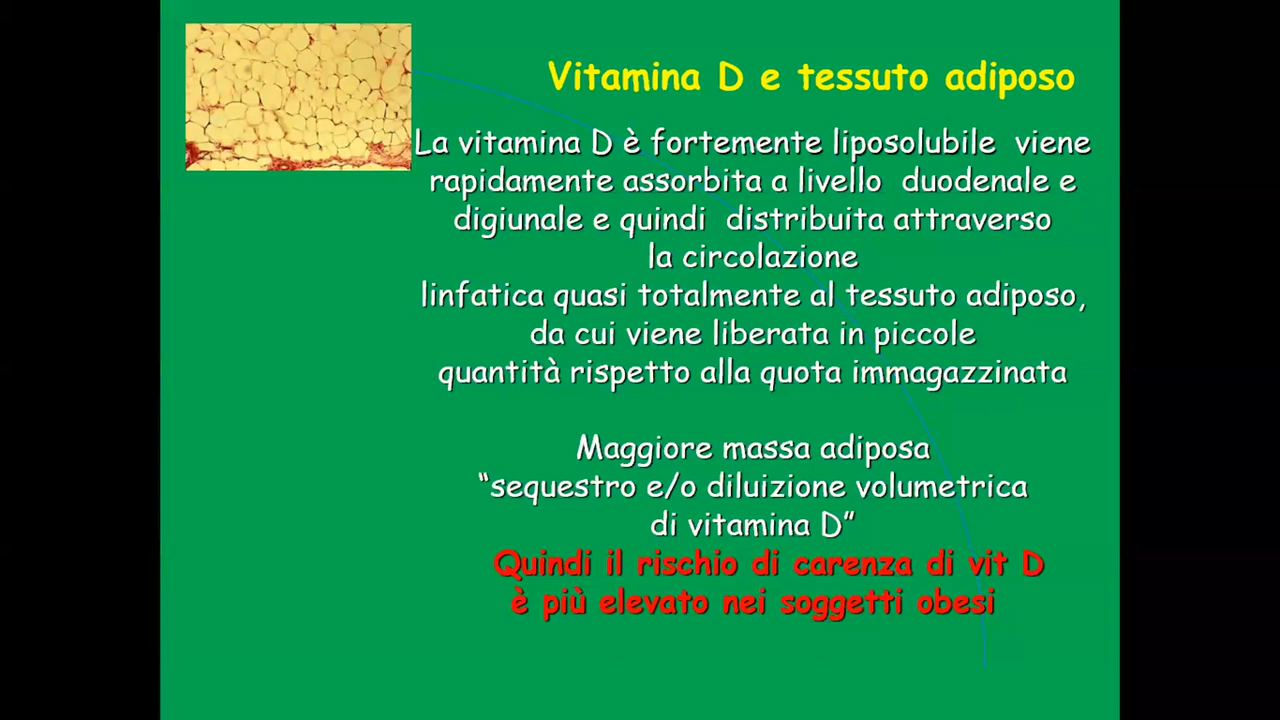 Vitamina D e tessuto adiposo
La vitamina D è fortemente liposolubile viene
rapidamente assorbita a livello duodenale e
digiunale e quindi distribuita attraverso
la circolazione
linfatica quasi totalmente al tessuto adiposo,
da cui viene liberata in piccole
quantità rispetto alla quota immagazzinata
Maggiore massa adiposa
“sequestro e/o diluizione volumetrica
di vitamina D”
Quindi il rischio di carenza di vit D
è più elevato nei soggetti obesi